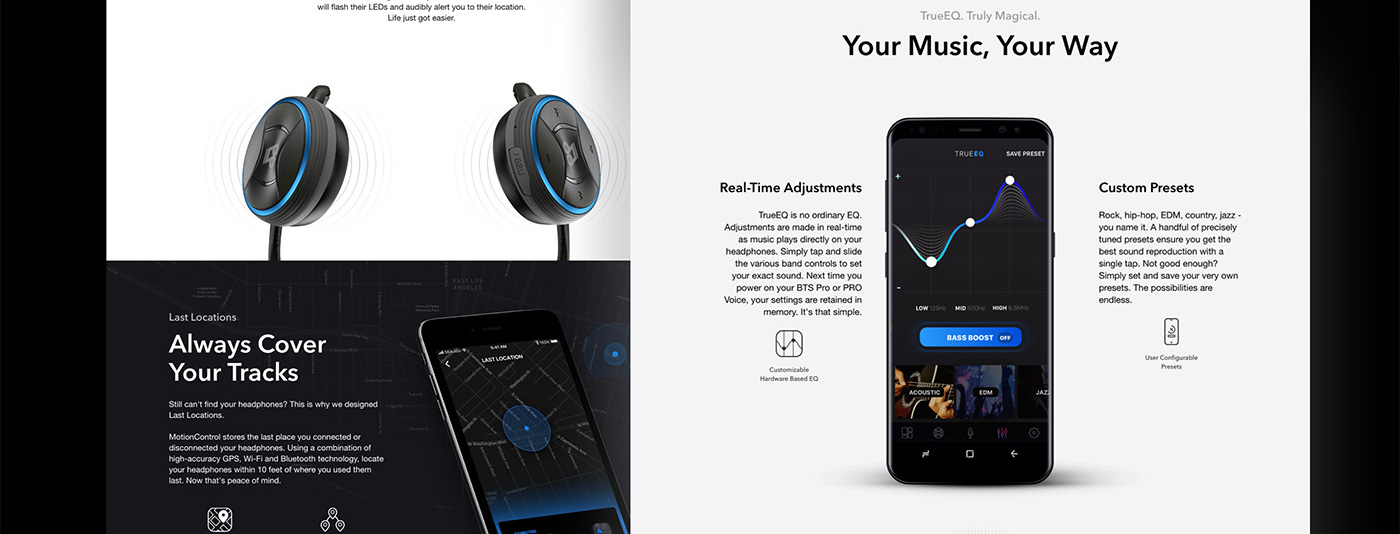 will flash their LEDs and audibly alert you to their location.
Life just got easier.
B2U
EAST LOS
ANGELES
Last Locations
Always Cover
Your Tracks
Still can't find your headphones? This is why we designed
Last Locations.
MotionControl stores the last place you connected or
disconnected your headphones. Using a combination of
high-accuracy GPS, Wi-Fi and Bluetooth technology, locate
your headphones within 10 feet of where you used them
last. Now that's peace of mind.
9:41 AM
LAST LOCATION
TrueEQ. Truly Magical.
Your Music, Your Way
Real-Time Adjustments
TrueEQ is no ordinary EQ.
Adjustments are made in real-time
as music plays directly on your
headphones. Simply tap and slide
the various band controls to set
your exact sound. Next time you
power on your BTS Pro or PRO
Voice, your settings are retained in
memory. It's that simple.
Customizable
Hardware Based EQ
TRUEEQ SAVE PRESET
+
-
LOW 125Hz MID 500Hz HIGH 8.5MHz
BASS BOOST OFF
ACOUSTIC EDM JAZ
Custom Presets
Rock, hip-hop, EDM, country, jazz -
you name it. A handful of precisely
tuned presets ensure you get the
best sound reproduction with a
single tap. Not good enough?
Simply set and save your very own
presets. The possibilities are
endless.
User Configurable
Presets